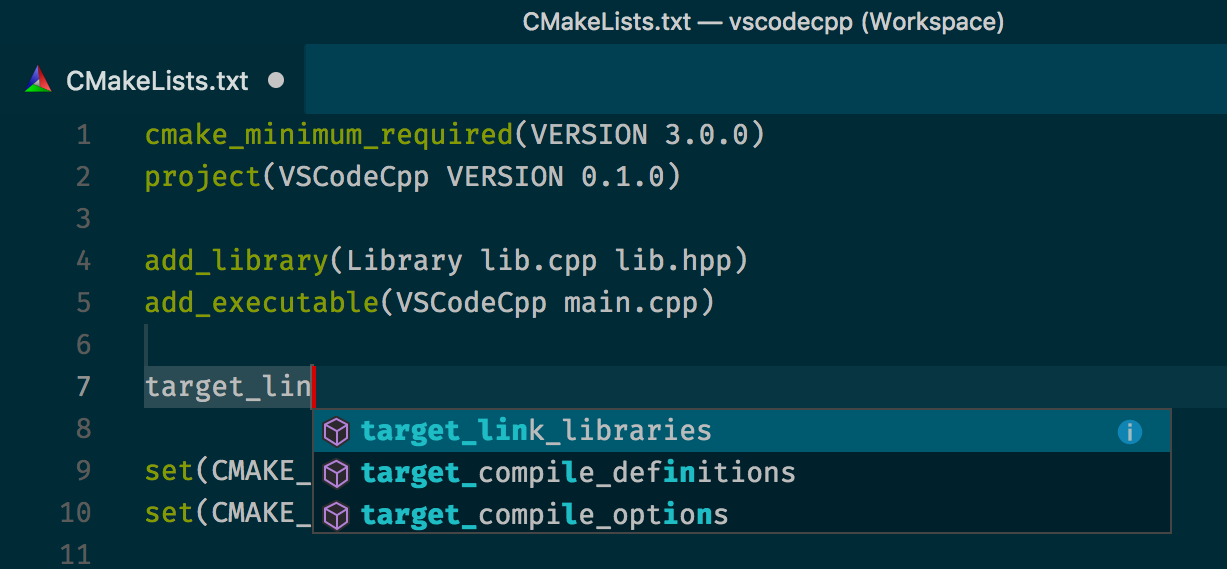 CMakeLists.txt — vscodecpp (Workspace)
CMakeLists.txt
1 cmake_minimum_required(VERSION 3.0.0)
2 project(VSCodeCpp VERSION 0.1.0)
3
4 add_library(Library lib.cpp lib.hpp)
5 add_executable(VSCodeCpp main.cpp)
6
7 target_lin
8 target_link_libraries
9 set(CMAKE_ target_compile_definitions
10 set(CMAKE_ target_compile_options
11